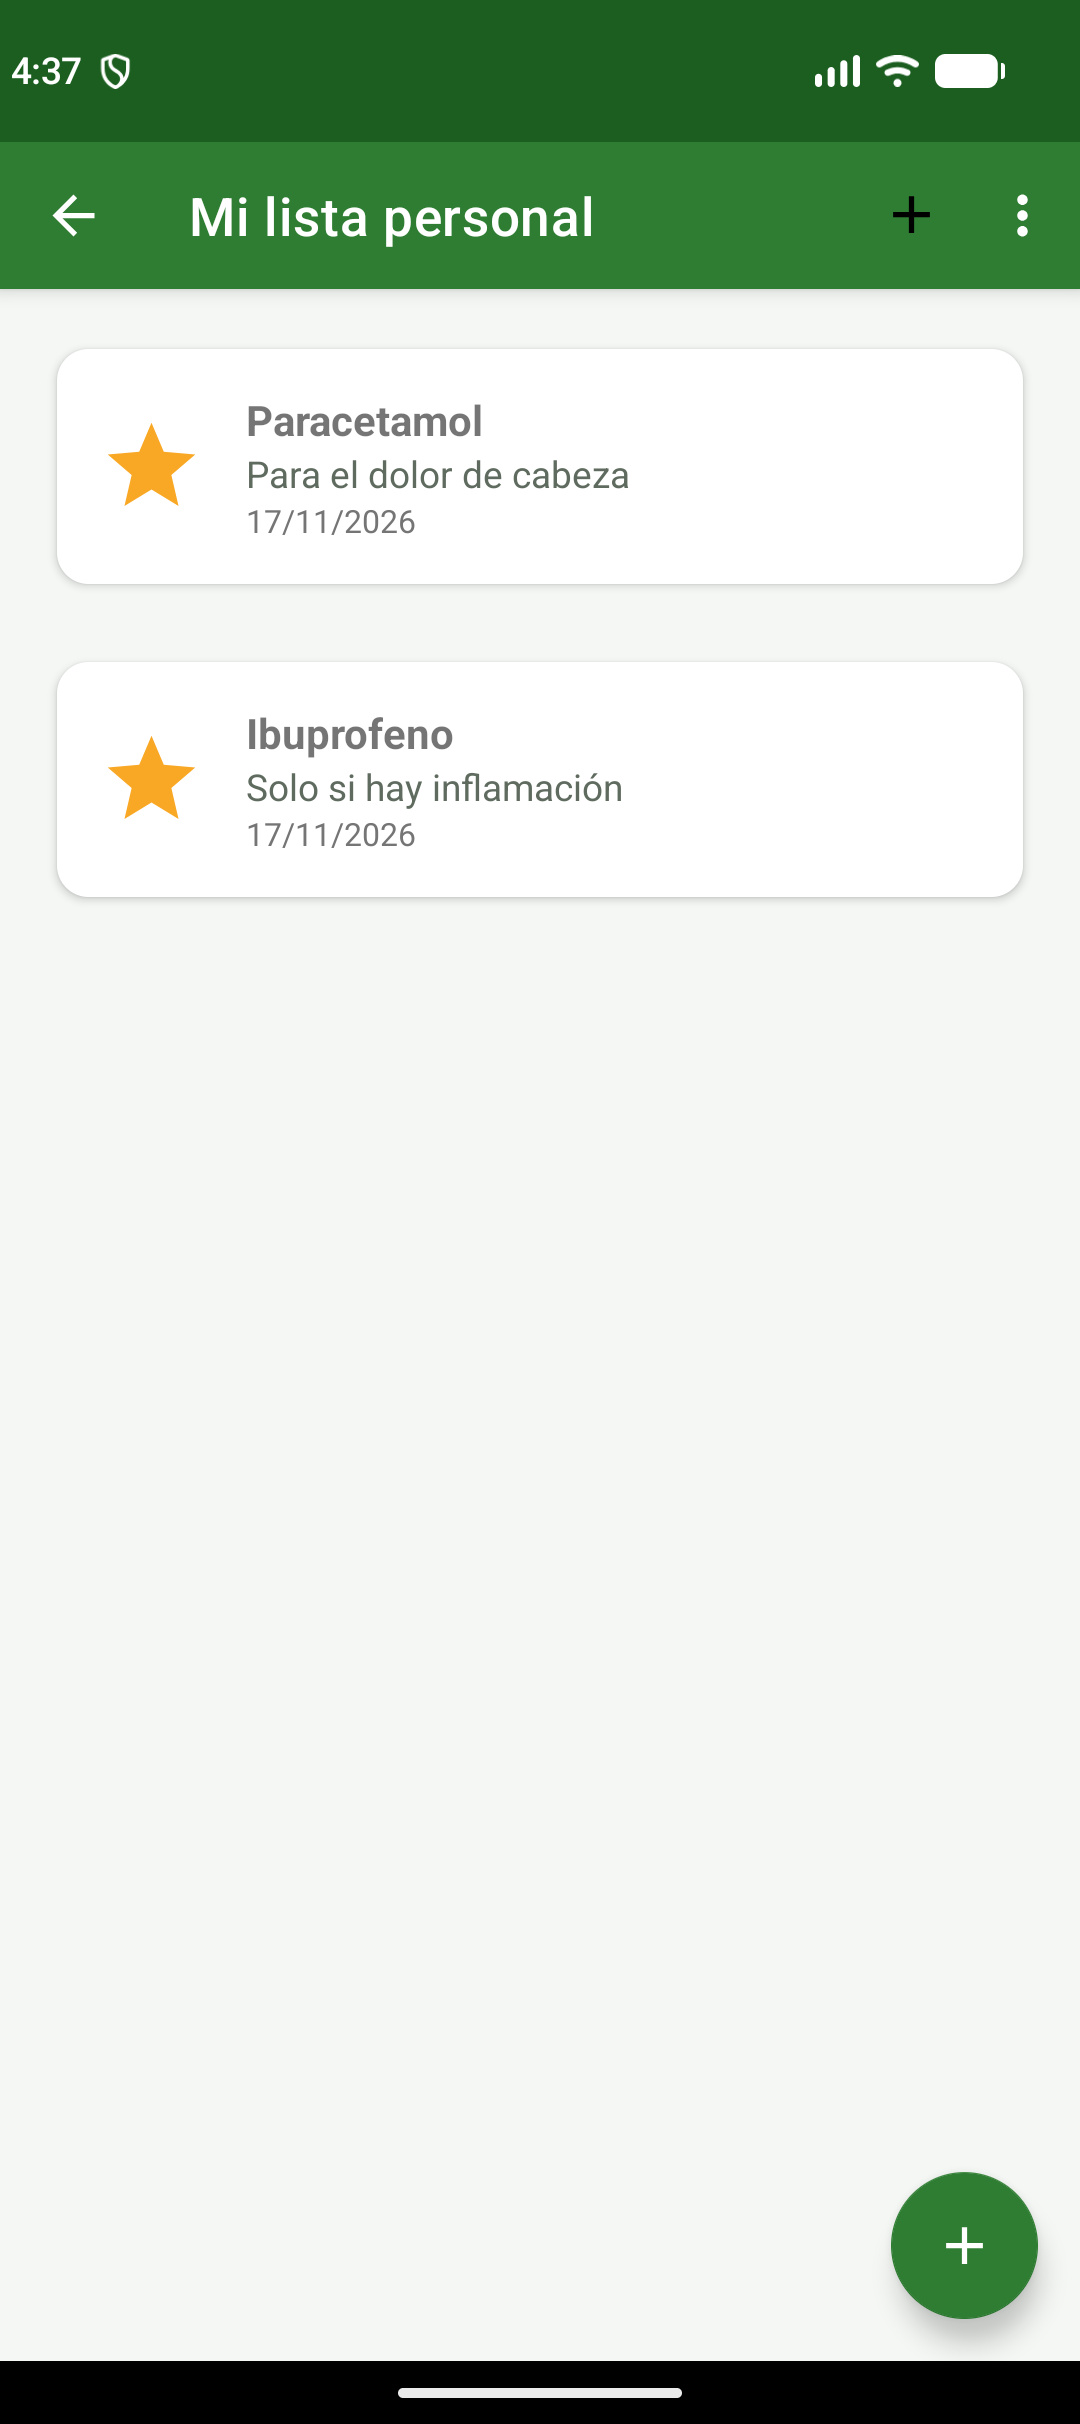 4:37
Mi lista personal
Paracetamol
Para el dolor de cabeza
17/11/2026
Ibuprofeno
Solo si hay inflamación
17/11/2026